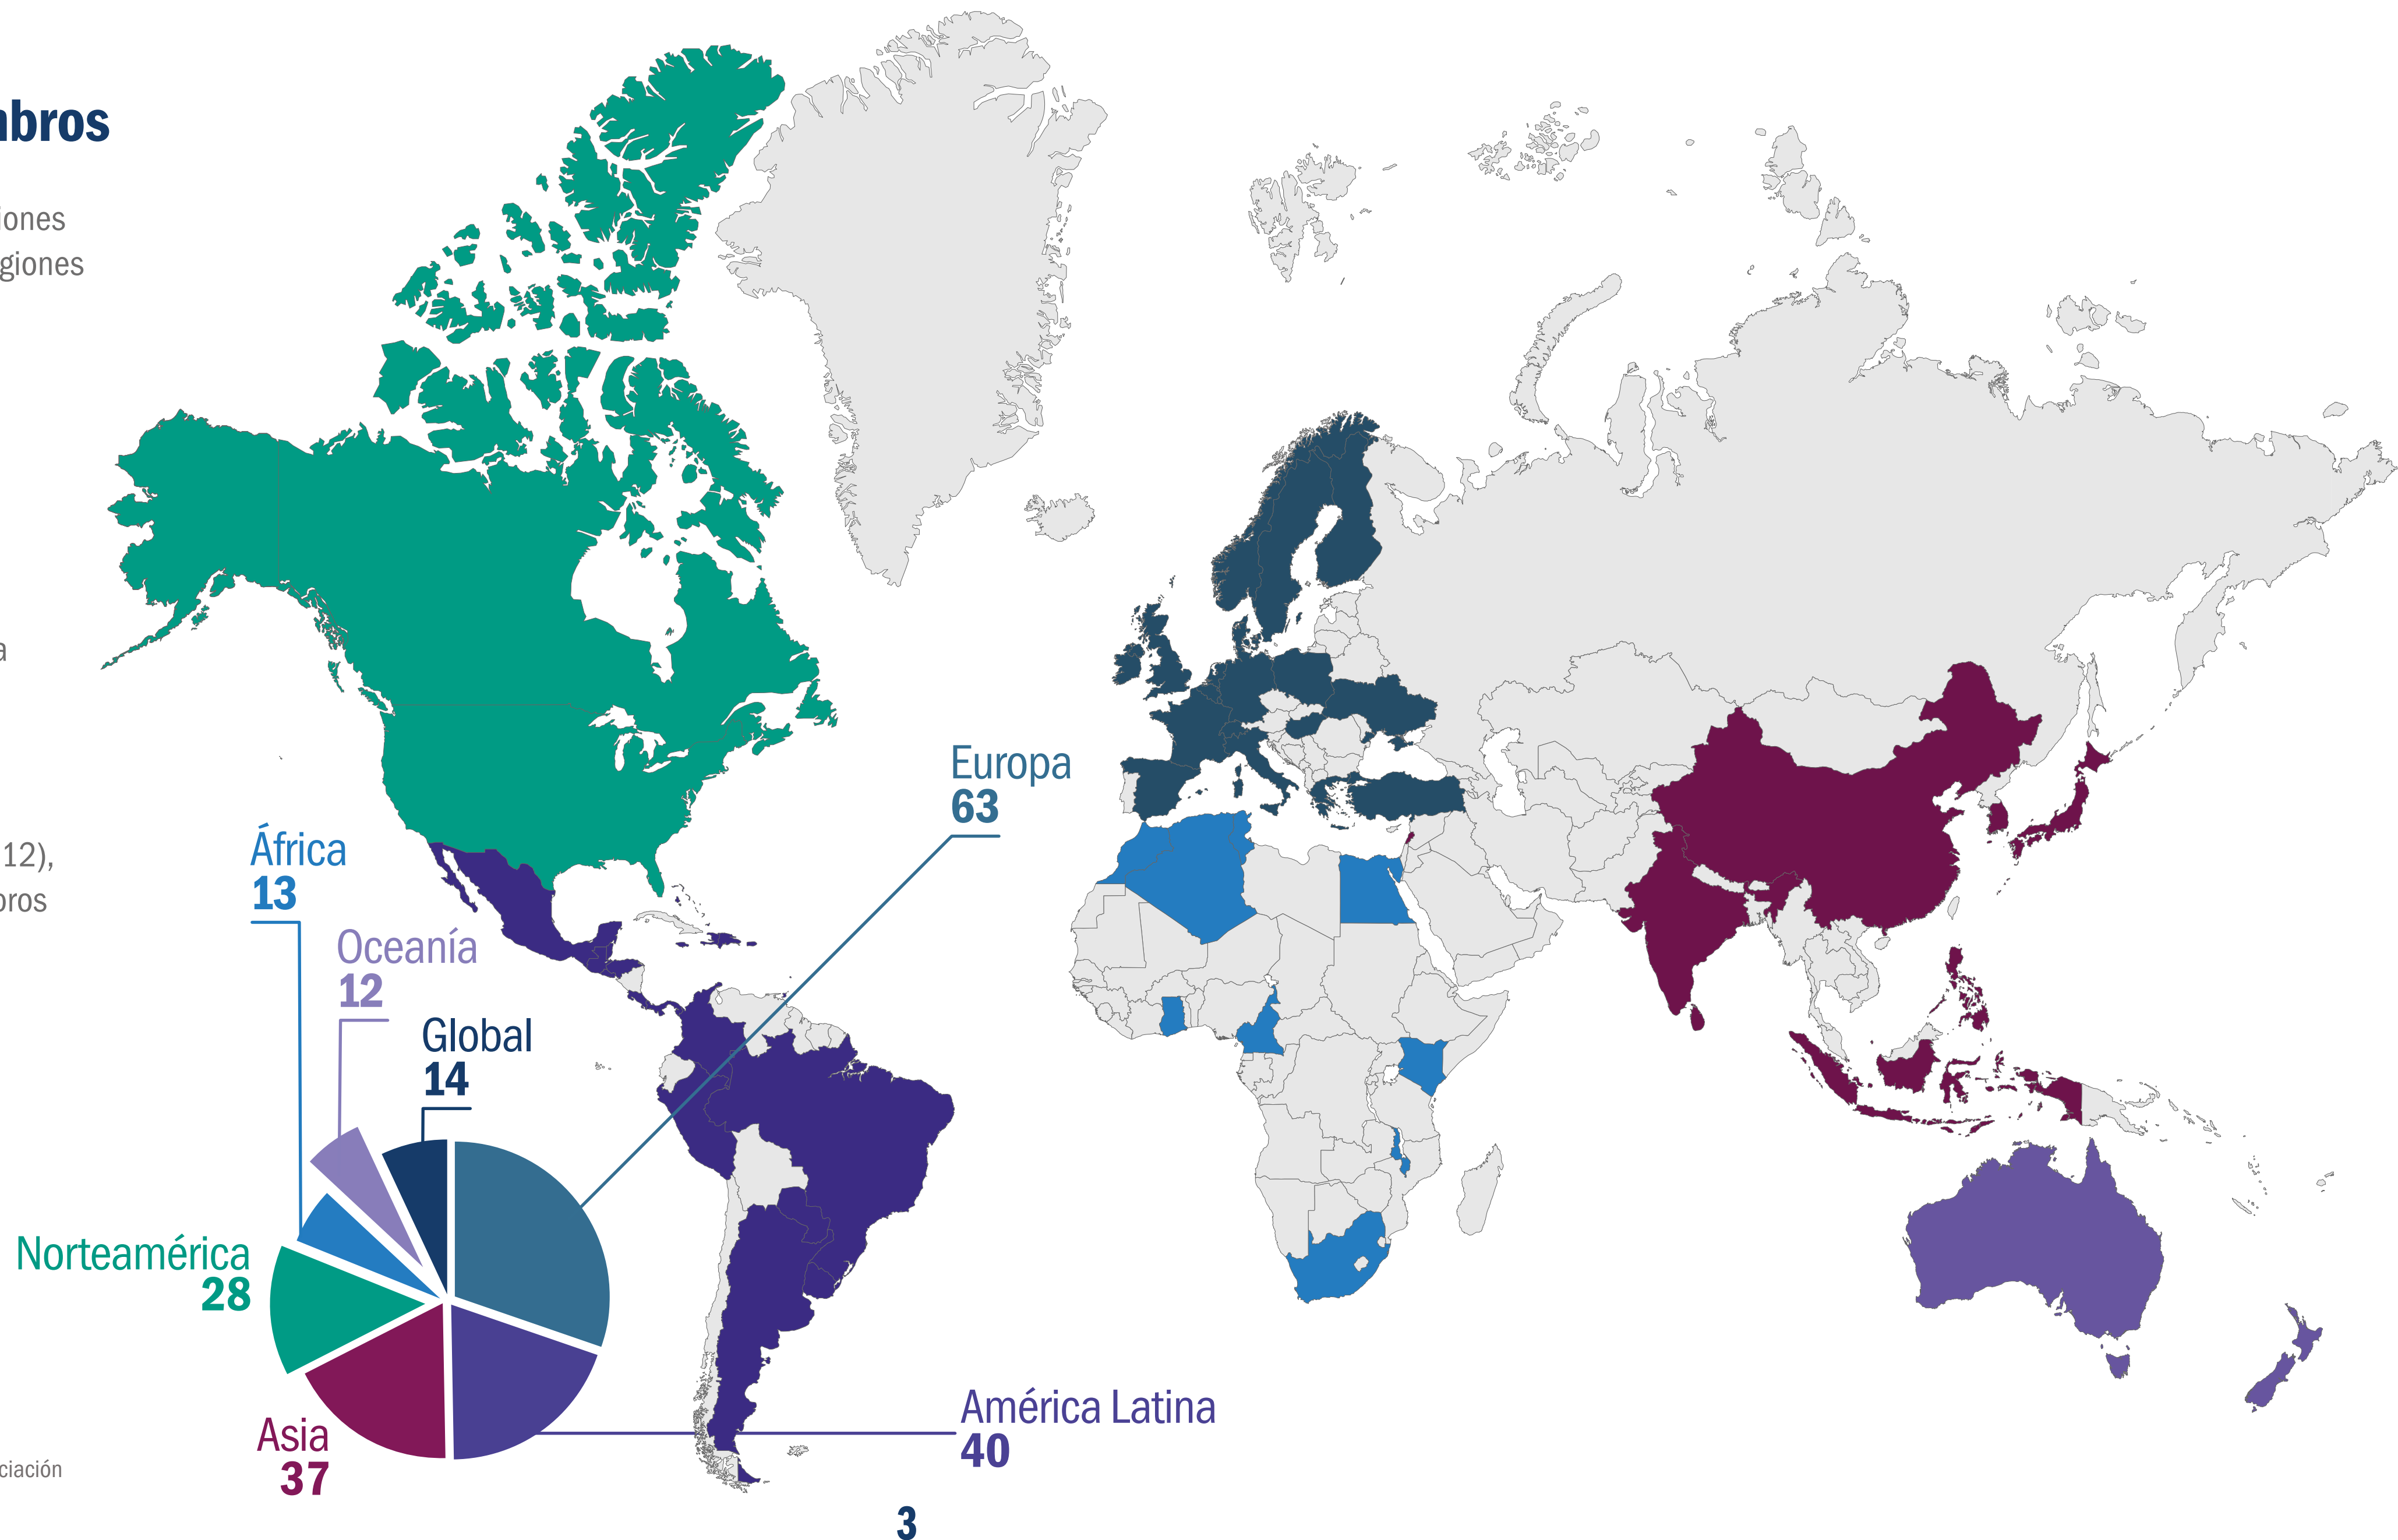 mbros
iones
giones
a
12),
bros
ciación
Europa
63
África
13
Oceanía
12
Global
14
Norteamérica
28
Asia
37
América Latina
40
3